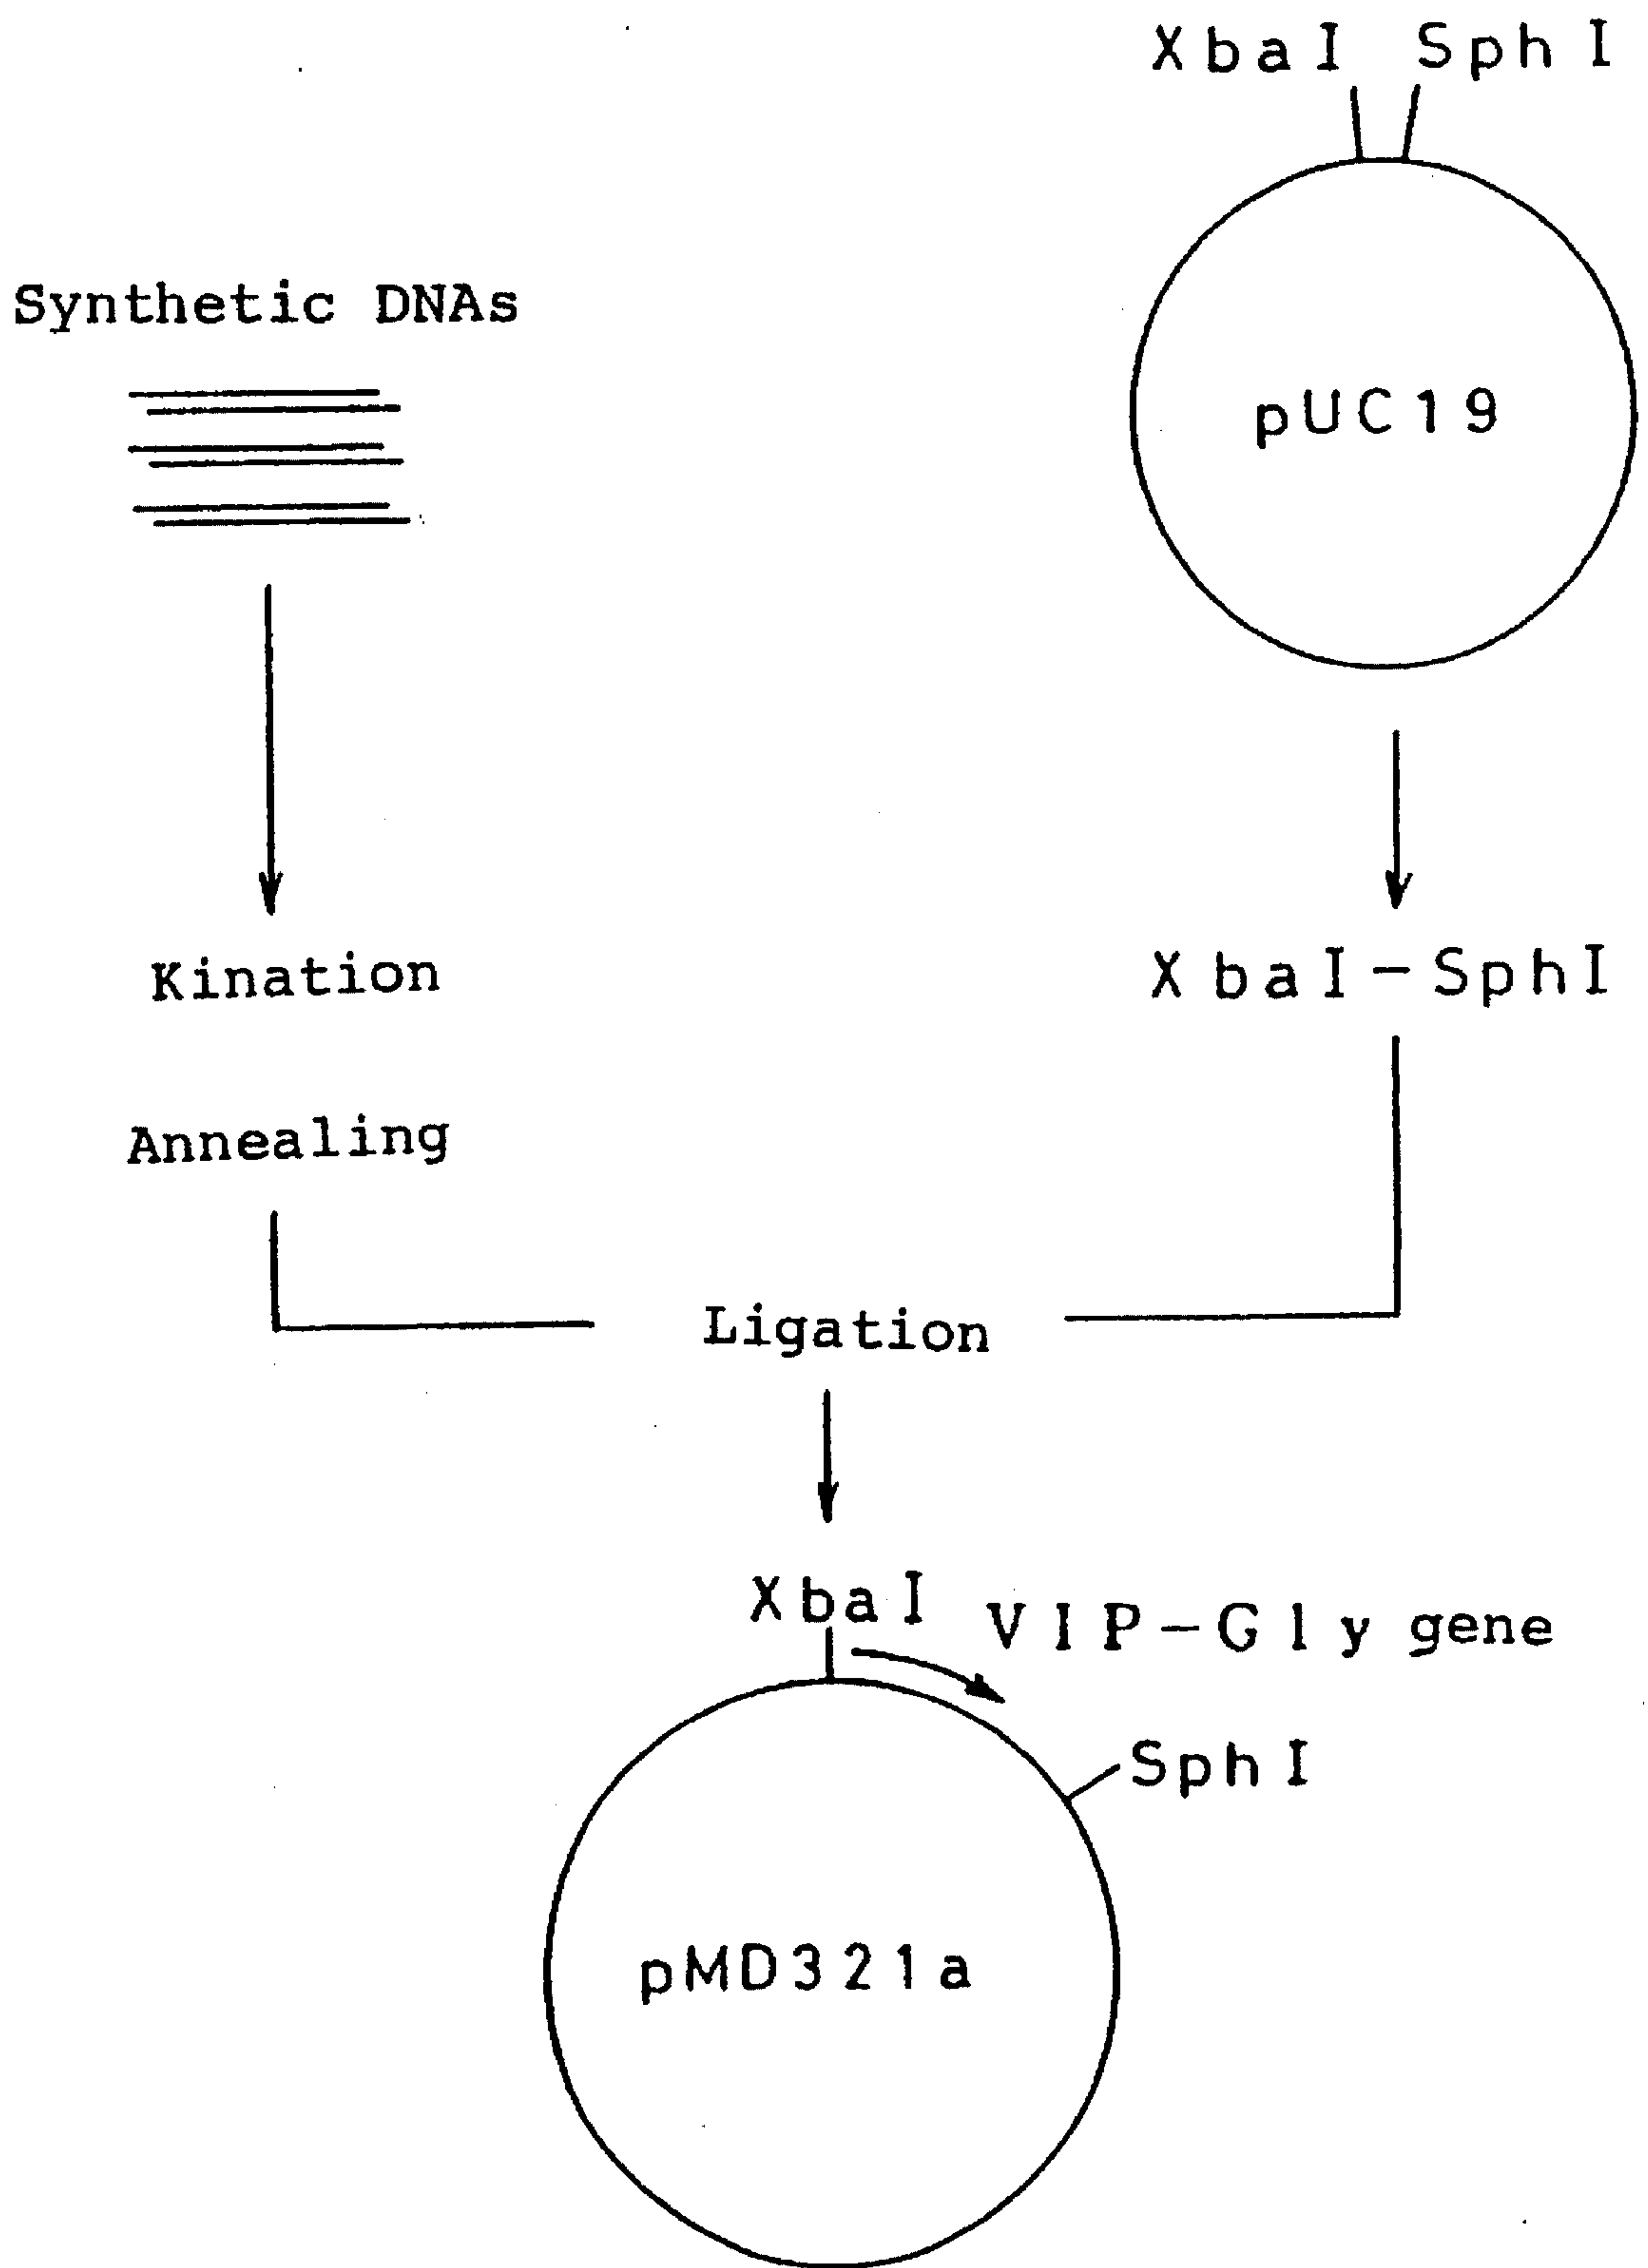 XbaI SphI
Synthetic DNAs
pUC19
Kination
XbaI-SphI
Annealing
Ligation
XbaI
VIP-Gly gene
SphI
pMD321a